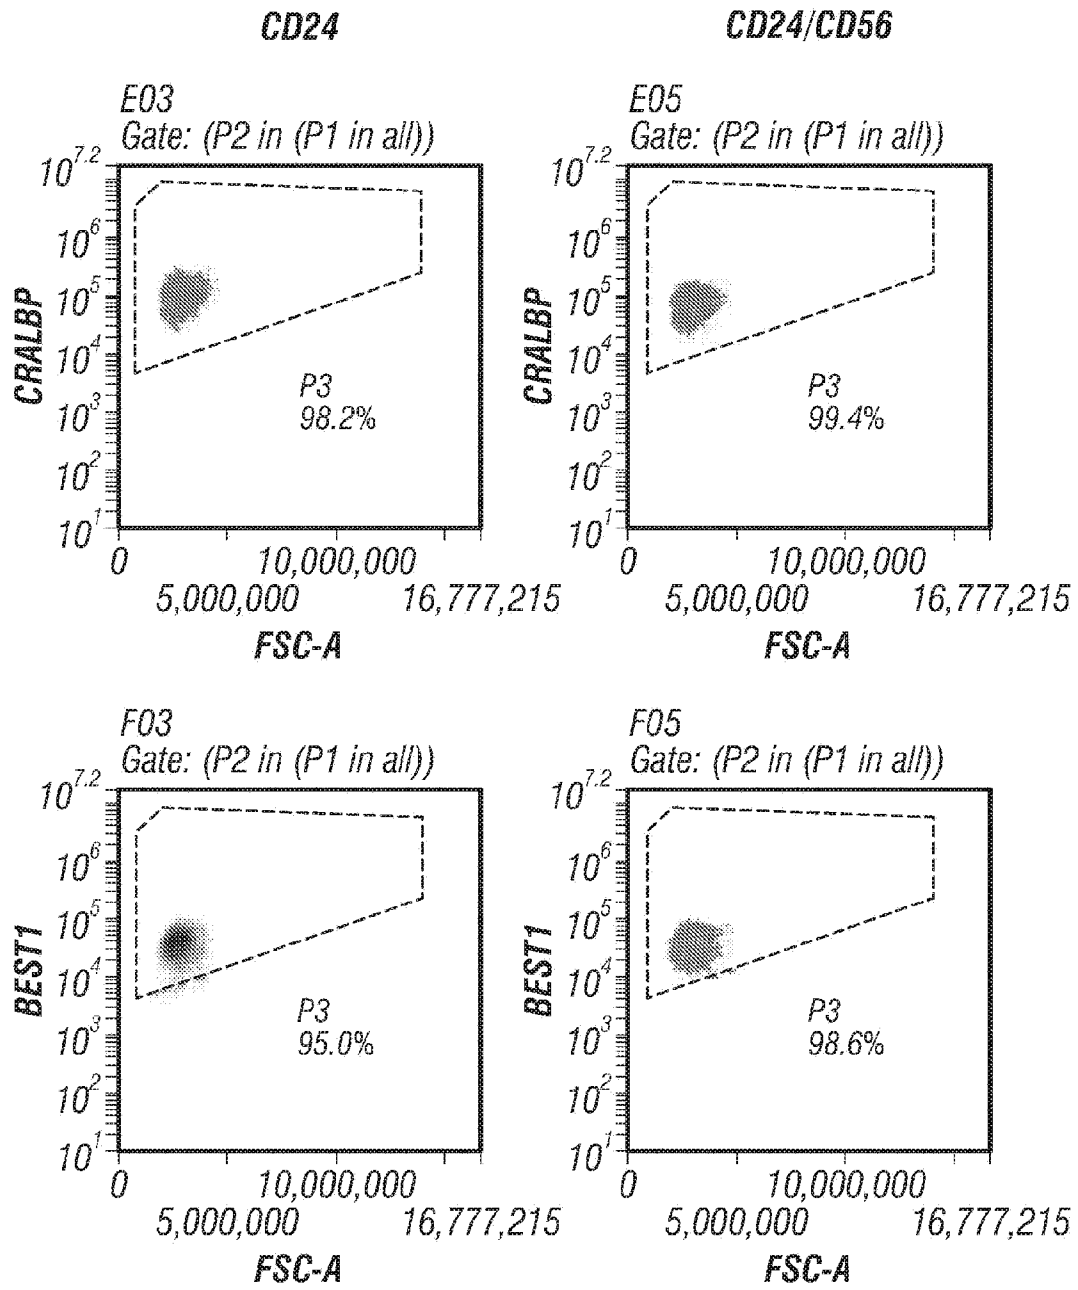 CD24 CD24/CD56
E03 E05
Gate: (P2 in (P1 in all)) Gate: (P2 in (P1 in all))
10^7.2 10^7.2
10^6 10^6
10^5 10^5
10^4 10^4
10^3 10^3
10^2 10^2
10^1 10^1
CRALBP CRALBP
P3 P3
98.2% 99.4%
0 10,000,000 0 10,000,000
5,000,000 16,777,215 5,000,000 16,777,215
FSC-A FSC-A
F03 F05
Gate: (P2 in (P1 in all)) Gate: (P2 in (P1 in all))
10^7.2 10^7.2
10^6 10^6
10^5 10^5
10^4 10^4
10^3 10^3
10^2 10^2
10^1 10^1
BEST1 BEST1
P3 P3
95.0% 98.6%
0 10,000,000 0 10,000,000
5,000,000 16,777,215 5,000,000 16,777,215
FSC-A FSC-A